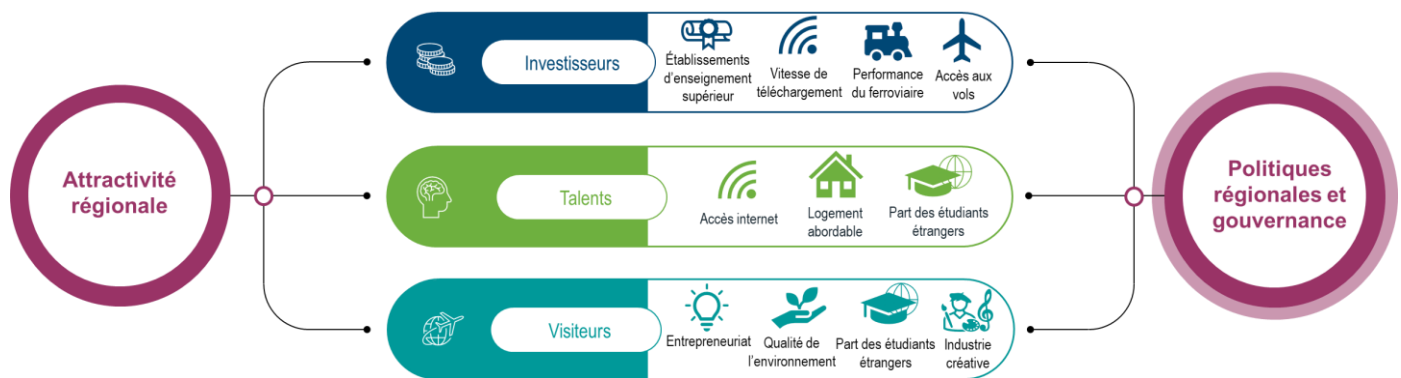 Attractivité
régionale
Investisseurs
Établissements
d'enseignement
supérieur
Vitesse de
téléchargement
Performance
du ferroviaire
Accès aux
vols
Talents
Accès internet
Logement
abordable
Part des étudiants
étrangers
Visiteurs
Entrepreneuriat
Qualité de
l'environnement
Part des étudiants
étrangers
Industrie
créative
Politiques
régionales et
gouvernance